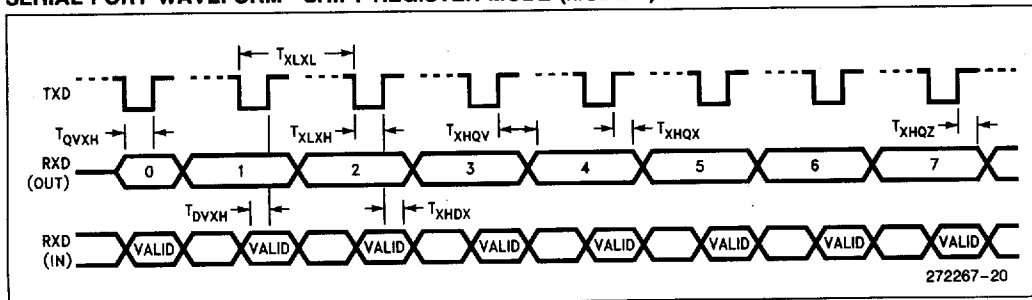 SERIAL PORT WAVEFORM—SHIFT REGISTER MODE
T_XLXL
TXD
T_QVXH
T_XLXH
T_XHQV
T_XHQX
T_XHQZ
RXD
(OUT)
0 1 2 3 4 5 6 7
T_DVXH
T_XHDX
RXD
(IN)
VALID VALID VALID VALID VALID VALID VALID VALID
272267-20